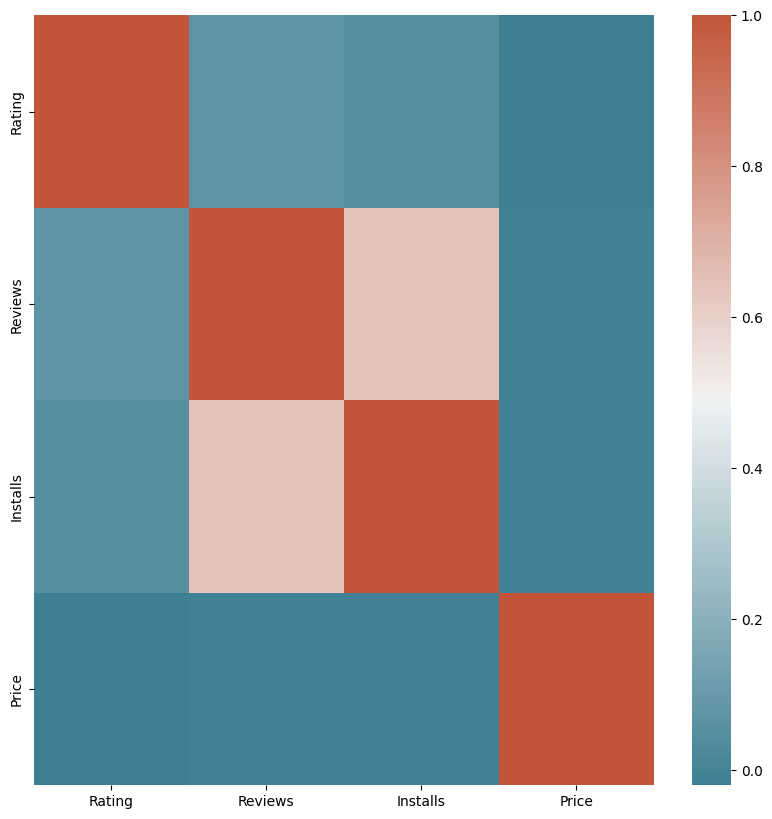 Rating
Reviews
Installs
Price
Rating
Reviews
Installs
Price
1.0
0.8
0.6
0.4
0.2
0.0